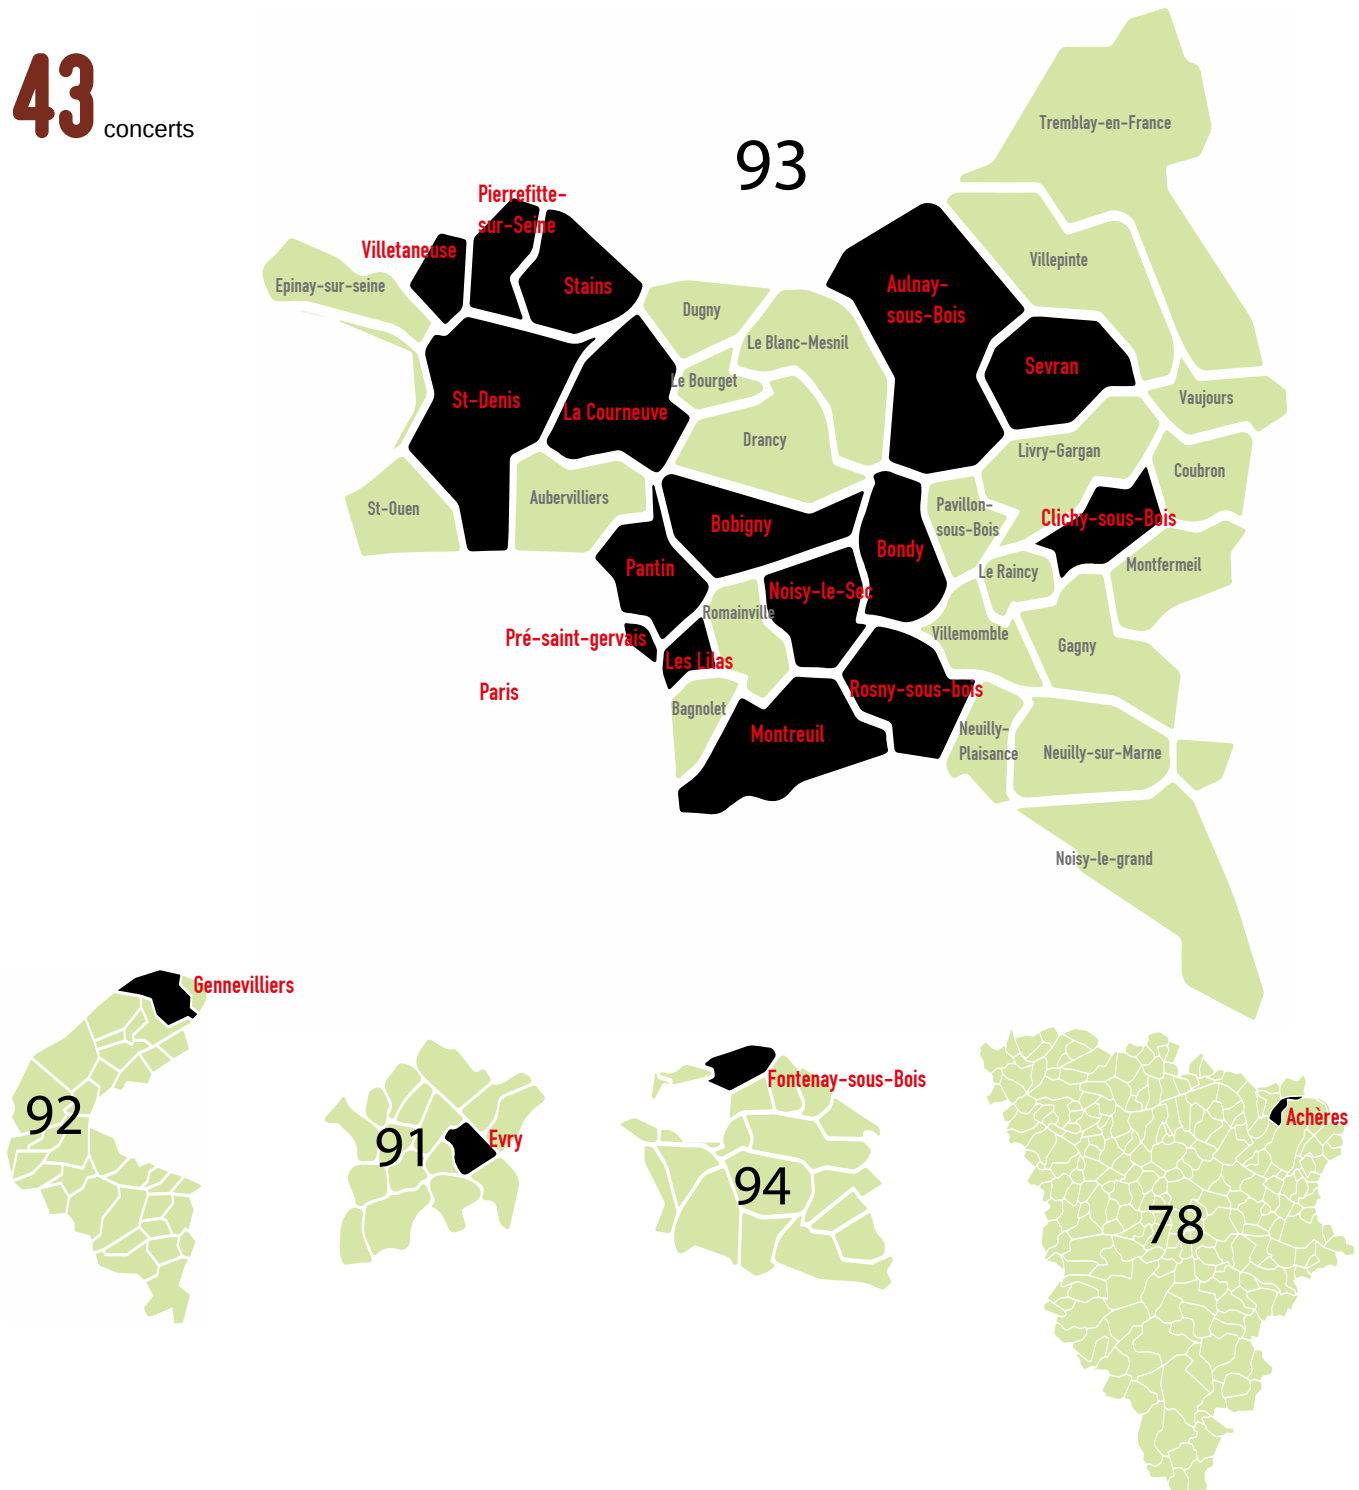 43 concerts
93
Tremblay-en-France
Pierrefitte-
sur-Seine
Villetaneuse
Villepinte
Epinay-sur-seine
Stains
Aulnay-
sous-Bois
Dugny
Le Blanc-Mesnil
Sevran
Le Bourget
St-Denis
La Courneuve
Vaujours
Drancy
Livry-Gargan
Coubron
Aubervilliers
St-Ouen
Pavillon-
sous-Bois
Clichy-sous-Bois
Bobigny
Bondy
Pantin
Montfermeil
Le Raincy
Noisy-le-Sec
Romainville
Pré-saint-gervais
Villemomble
Gagny
Les Lilas
Paris
Rosny-sous-bois
Bagnolet
Montreuil
Neuilly-
Plaisance
Neuilly-sur-Marne
Noisy-le-grand
Gennevilliers
92
Fontenay-sous-Bois
Achères
91
Evry
94
78